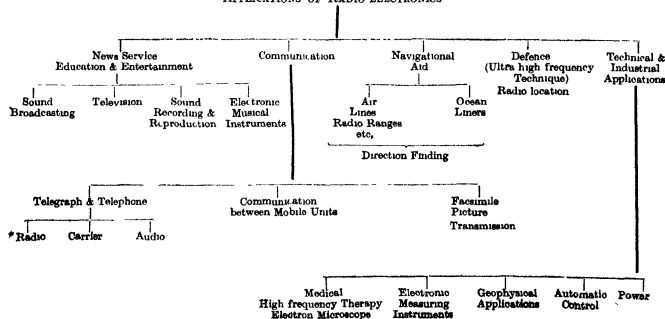 APPLICATIONS OF RADIO ELECTRONICS
News Service
Education & Entertainment
Communication
Navigational
Aid
Defence
(Ultra high frequency
Technique)
Radio location
Technical &
Industrial
Applications
Sound
Broadcasting
Television
Sound
Recording &
Reproduction
Electronic
Musical
Instruments
Air
Lines
Radio Ranges
etc,
Ocean
Liners
Direction Finding
Telegraph & Telephone
Communication
between Mobile Units
Facsimile
Picture
Transmission
*Radio
Carrier
Audio
Medical
High frequency Therapy
Electron Microscope
Electronic
Measuring
Instruments
Geophysical
Applications
Automatic
Control
Power